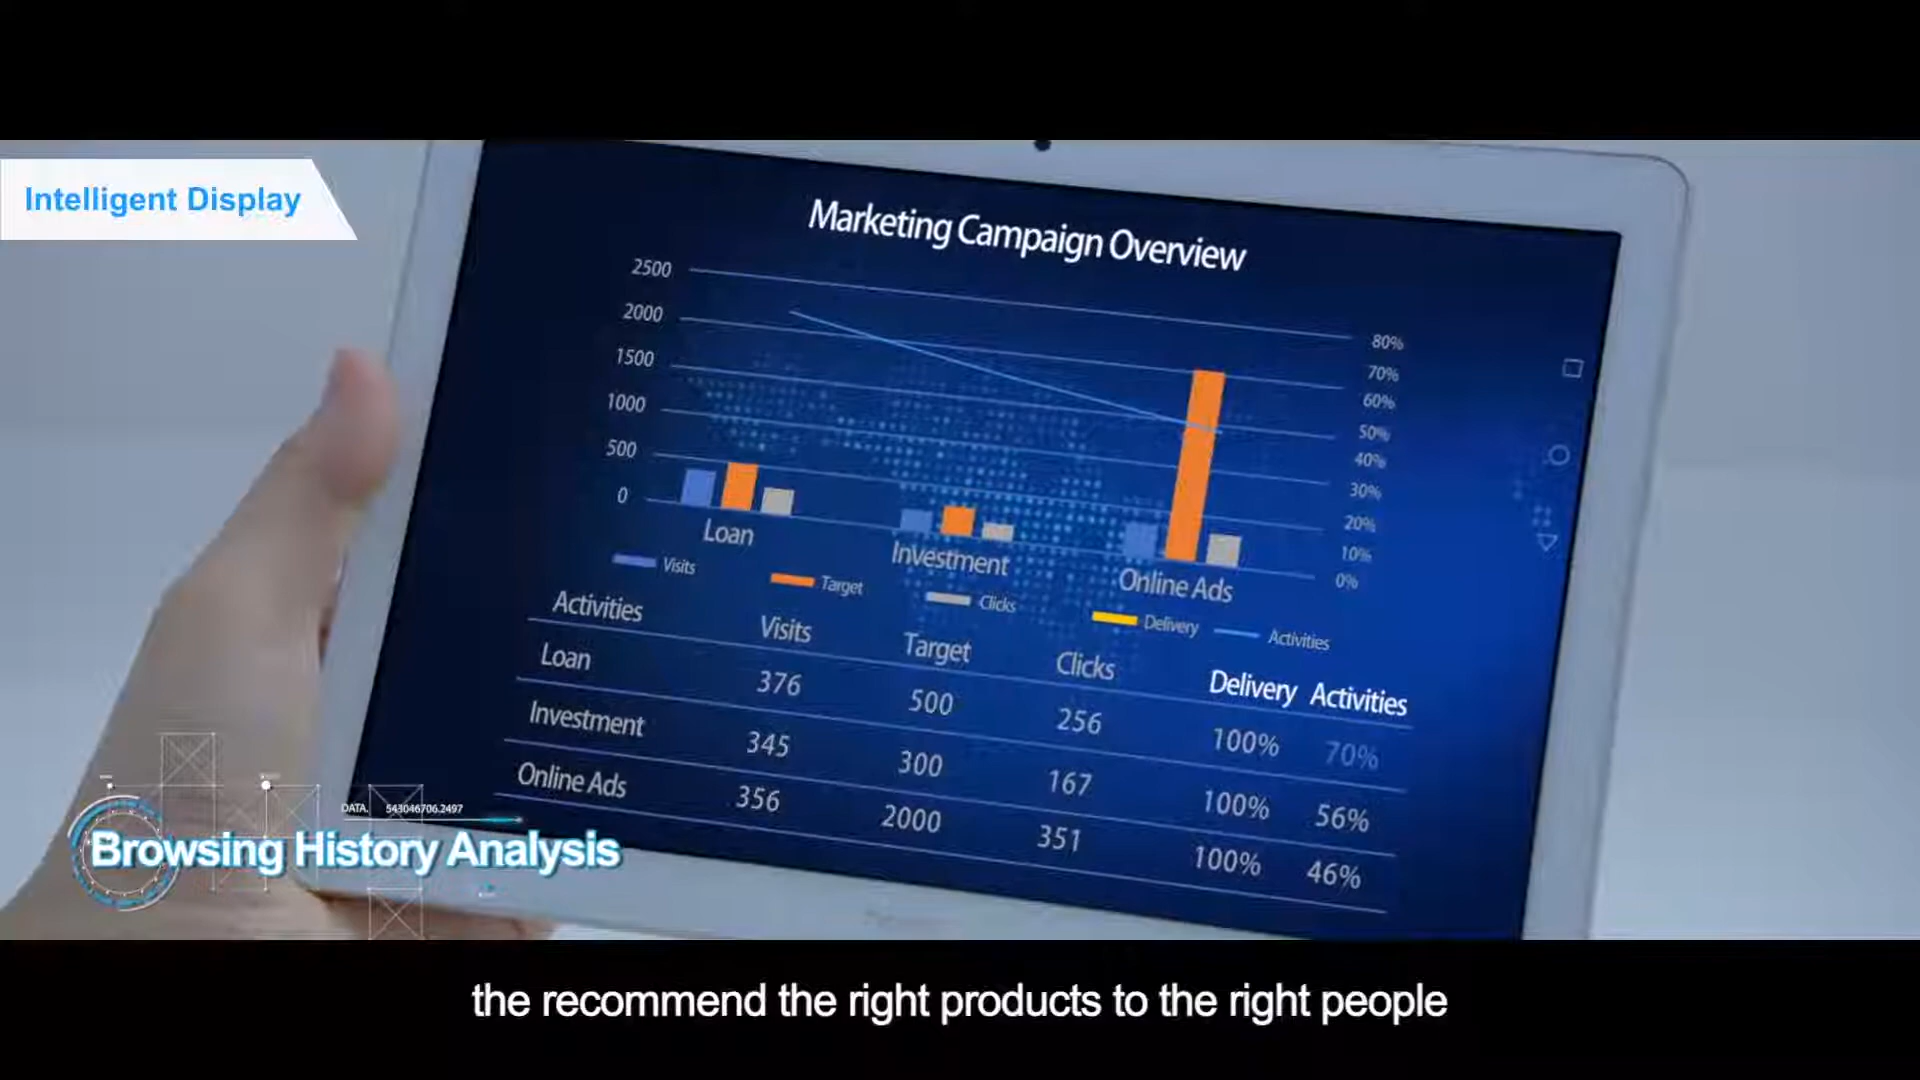 Intelligent Display
Marketing Campaign Overview
2500
2000
1500
1000
500
0
80%
70%
60%
50%
40%
30%
20%
10%
0%
Loan
Investment
Online Ads
Visits
Target
Clicks
Delivery
Activities
Activities Visits Target Clicks Delivery Activities
Loan 376 500 256 100% 70%
Investment 345 300 167 100% 56%
Online Ads 356 2000 351 100% 46%
DATA. 543046706.2497
Browsing History Analysis
the recommend the right products to the right people